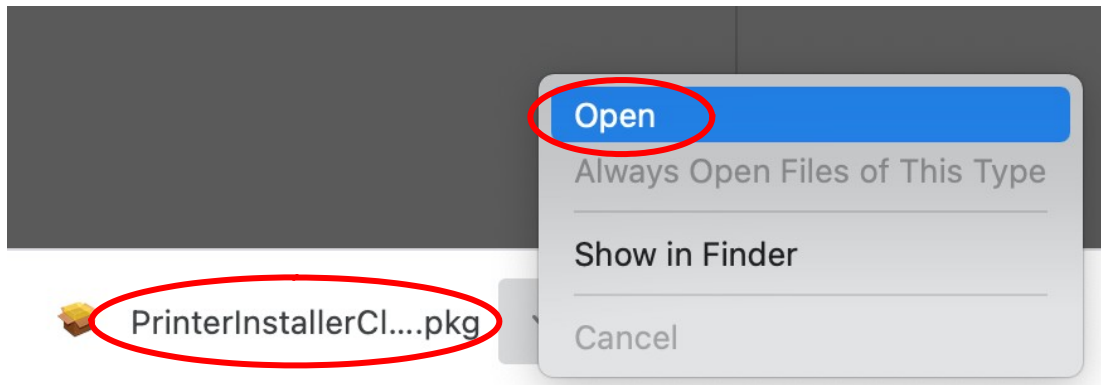 Open
Always Open Files of This Type
Show in Finder
PrinterInstallerCl....pkg
Cancel